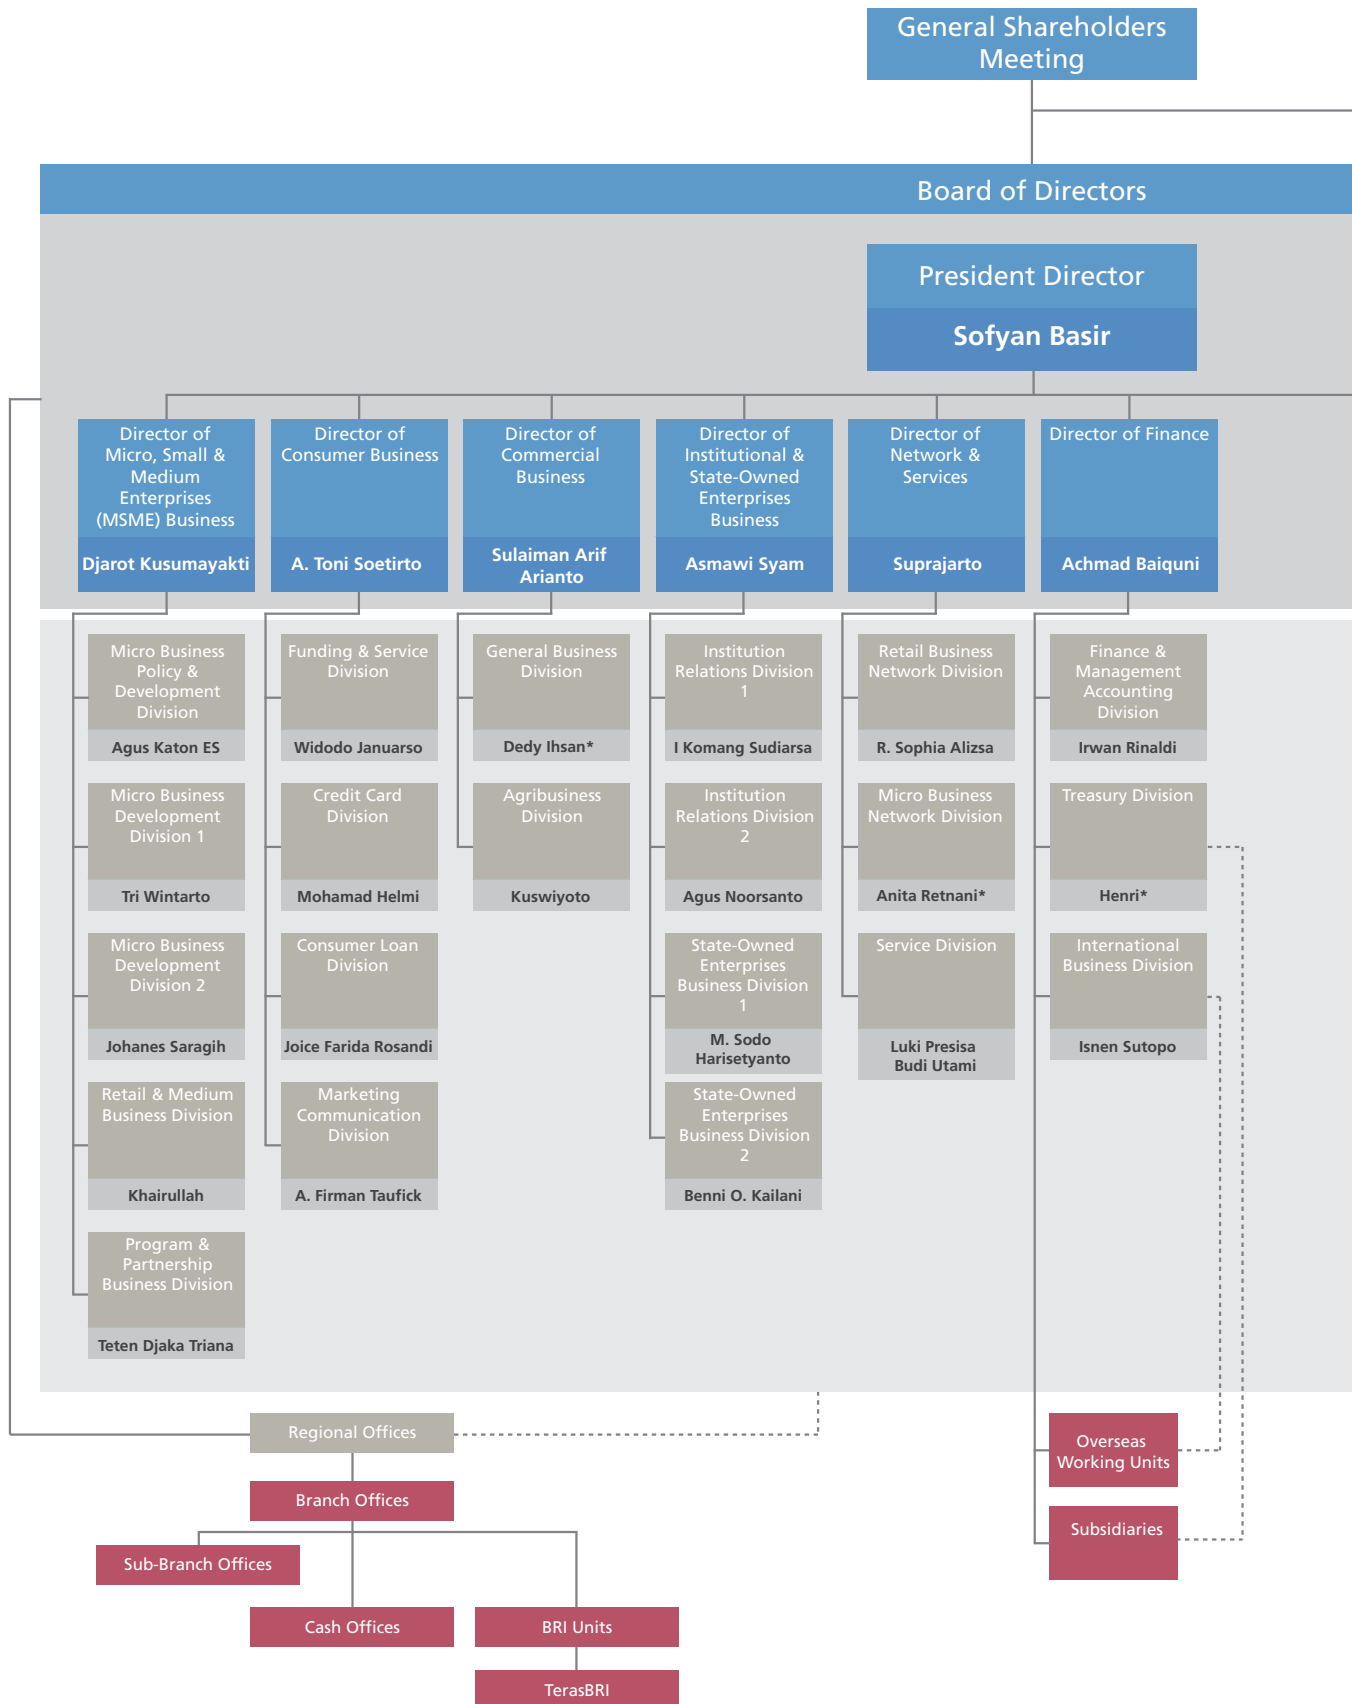 General Shareholders
Meeting
Board of Directors
President Director
Sofyan Basir
Director of
Micro, Small &
Medium
Enterprises
(MSME) Business
Djarot Kusumayakti
Director of
Consumer Business
A. Toni Soetirto
Director of
Commercial
Business
Sulaiman Arif
Arianto
Director of
Institutional &
State-Owned
Enterprises
Business
Asmawi Syam
Director of
Network &
Services
Suprajarto
Director of Finance
Achmad Baiquni
Micro Business
Policy &
Development
Division
Agus Katon ES
Micro Business
Development
Division 1
Tri Wintarto
Micro Business
Development
Division 2
Johanes Saragih
Retail & Medium
Business Division
Khairullah
Program &
Partnership
Business Division
Teten Djaka Triana
Funding & Service
Division
Widodo Januarso
Credit Card
Division
Mohamad Helmi
Consumer Loan
Division
Joice Farida Rosandi
Marketing
Communication
Division
A. Firman Taufick
General Business
Division
Dedy Ihsan*
Agribusiness
Division
Kuswiyoto
Institution
Relations Division
1
I Komang Sudiarsa
Institution
Relations Division
2
Agus Noorsanto
State-Owned
Enterprises
Business Division
1
M. Sodo
Harisetyanto
State-Owned
Enterprises
Business Division
2
Benni O. Kailani
Retail Business
Network Division
R. Sophia Alizsa
Micro Business
Network Division
Anita Retnani*
Service Division
Luki Presisa
Budi Utami
Finance &
Management
Accounting
Division
Irwan Rinaldi
Treasury Division
Henri*
International
Business Division
Isnen Sutopo
Regional Offices
Branch Offices
Sub-Branch Offices
Cash Offices
BRI Units
TerasBRI
Overseas
Working Units
Subsidiaries